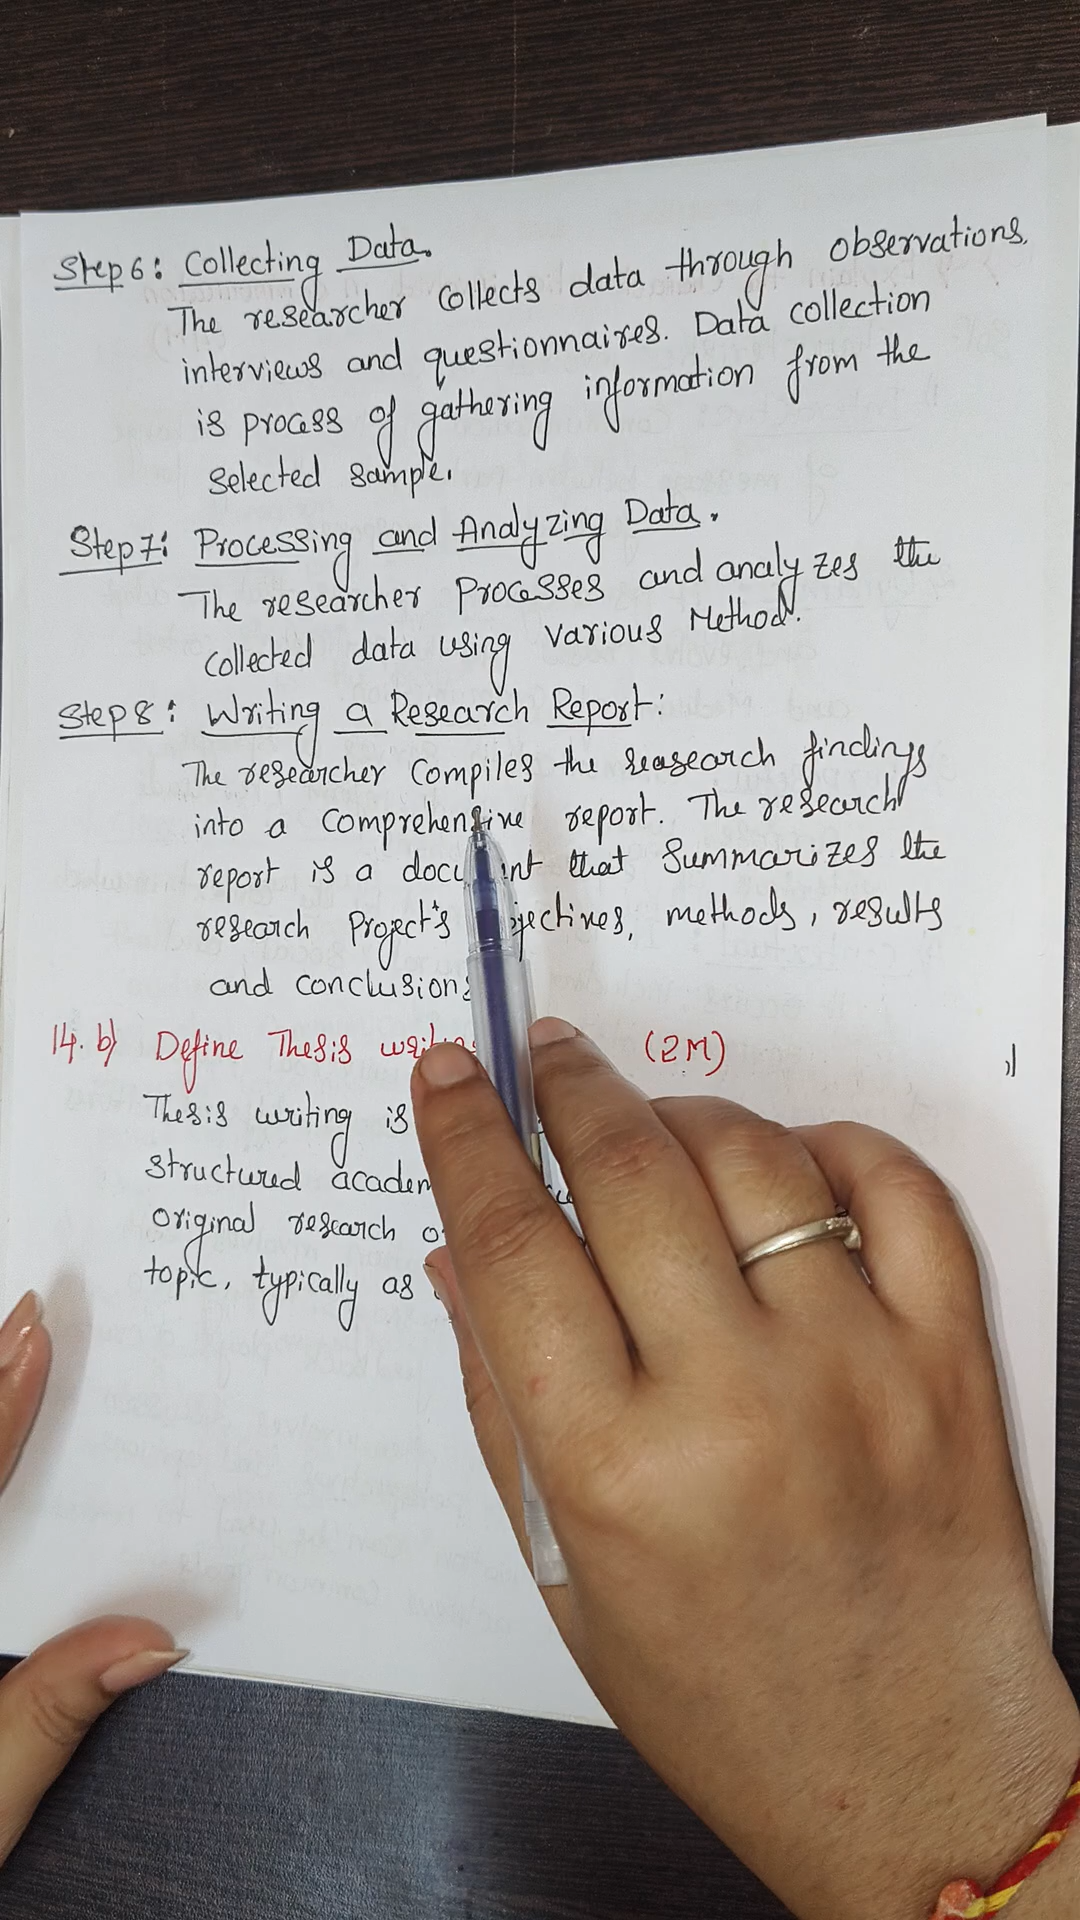 Step 6: Collecting Data.
The researcher collects data through observations,
interviews and questionnaires. Data collection
is process of gathering information from the
selected sample.
Step 7: Processing and Analyzing Data.
The researcher Processes and analyzes the
collected data using various Method.
Step 8: Writing a Research Report:
The researcher compiles the reasearch findings
into a comprehensive report. The research
report is a that summarizes the
research Project's methods, results
and conclusions
14. b) Define Thesis (2M)
Thesis writing is
structured
original research
topic, typically as